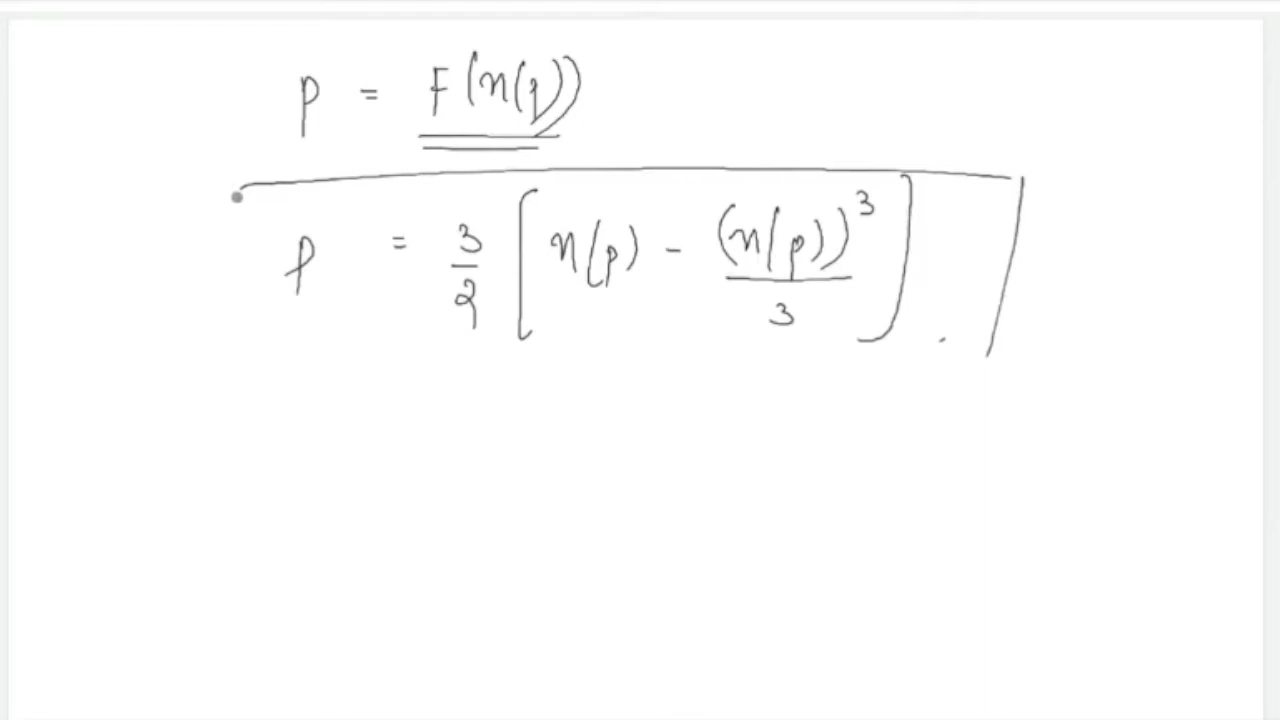 p = F(x(p))
p = 3/2 [x(p) - (x(p))^3/3].